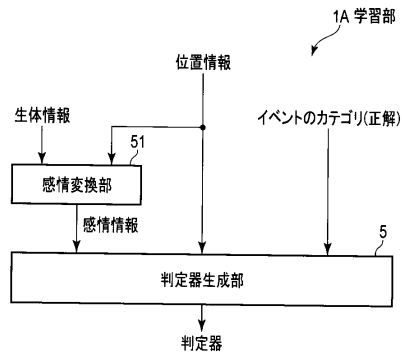 1A 学習部
位置情報
生体情報
イベントのカテゴリ(正解)
51
感情変換部
感情情報
5
判定器生成部
判定器